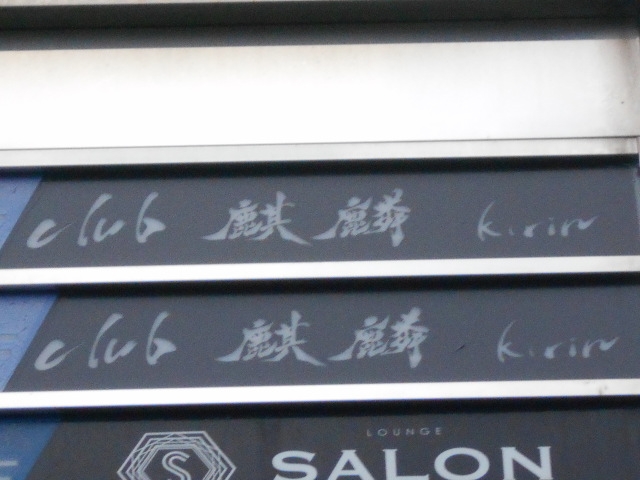 club 麒麟 kirin
club 麒麟 kirin
LOUNGE
S SALON